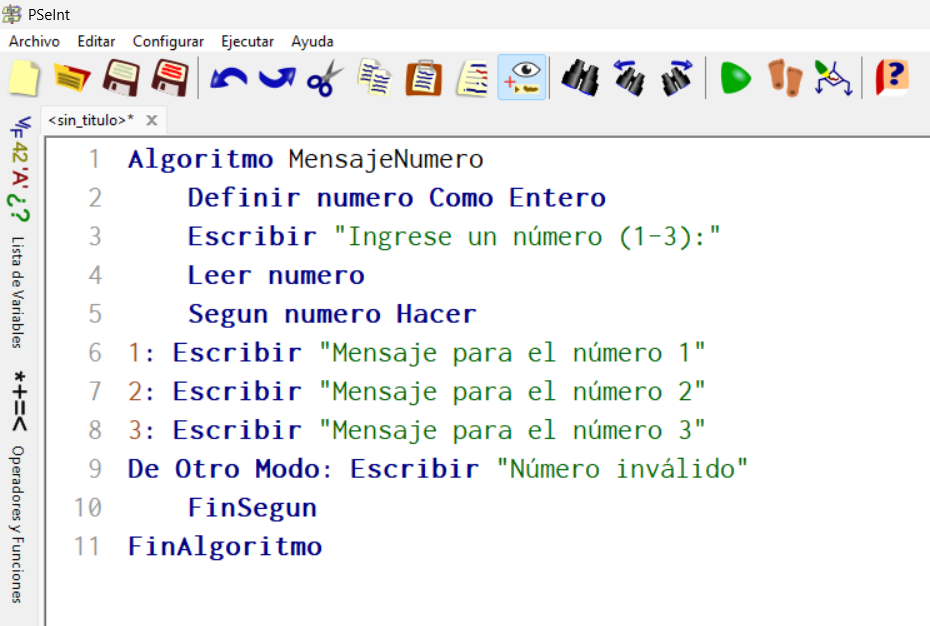 PSeInt
Archivo Editar Configurar Ejecutar Ayuda
<sin_titulo>* x
1 Algoritmo MensajeNumero
2 Definir numero Como Entero
3 Escribir "Ingrese un número (1-3):"
4 Leer numero
5 Segun numero Hacer
6 1: Escribir "Mensaje para el número 1"
7 2: Escribir "Mensaje para el número 2"
8 3: Escribir "Mensaje para el número 3"
9 De Otro Modo: Escribir "Número inválido"
10 FinSegun
11 FinAlgoritmo
V/F 42 'A' ¿?
Lista de Variables
*+=<
Operadores y Funciones